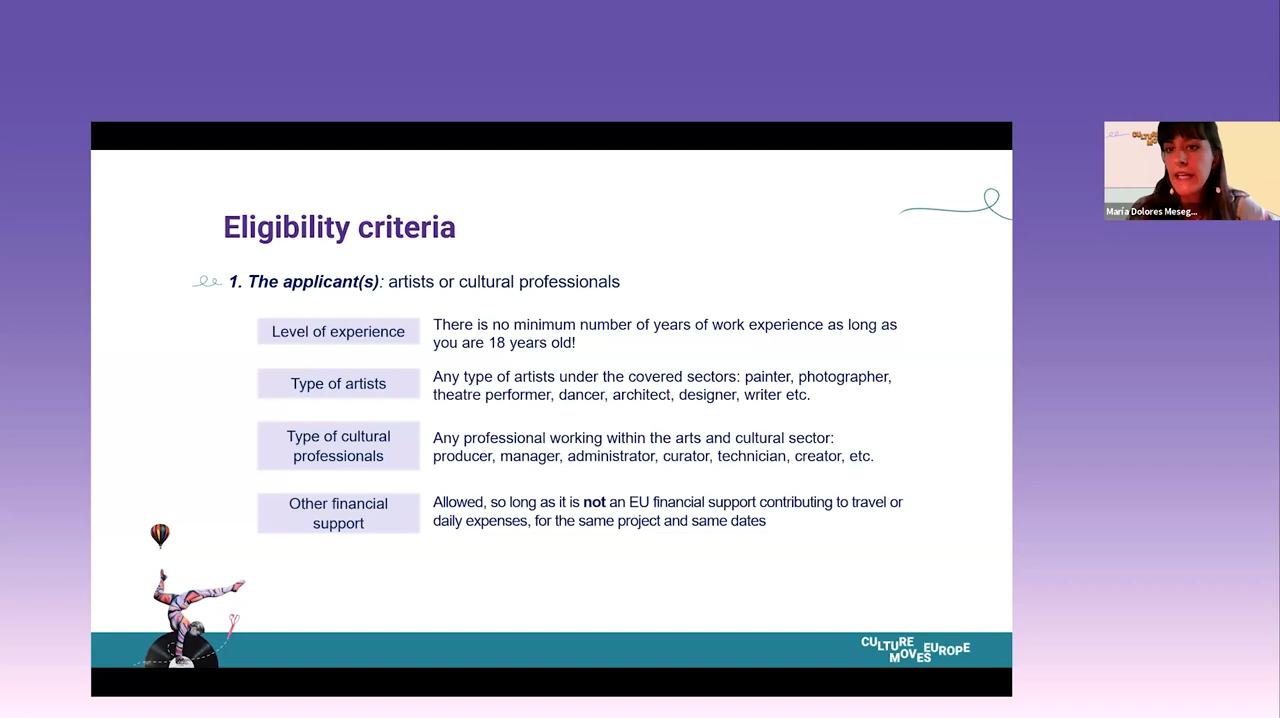 Eligibility criteria
1. The applicant(s): artists or cultural professionals
Level of experience
There is no minimum number of years of work experience as long as
you are 18 years old!
Type of artists
Any type of artists under the covered sectors: painter, photographer,
theatre performer, dancer, architect, designer, writer etc.
Type of cultural
professionals
Any professional working within the arts and cultural sector:
producer, manager, administrator, curator, technician, creator, etc.
Other financial
support
Allowed, so long as it is not an EU financial support contributing to travel or
daily expenses, for the same project and same dates
CULTURE
MOVES EUROPE
María Dolores Meseg...